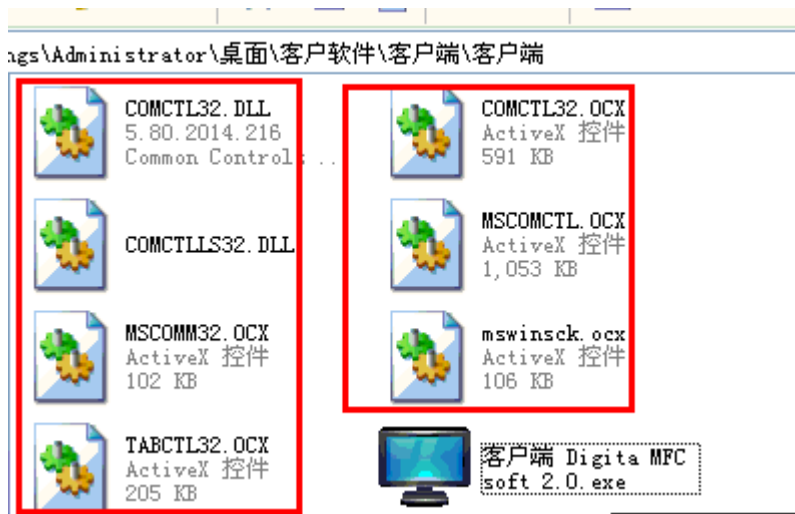 ngs\Administrator\桌面\客户软件\客户端\客户端
COMCTL32.DLL
5.80.2014.216
Common Controls ...
COMCTL32.OCX
ActiveX 控件
591 KB
COMCTLLS32.DLL
MSCOMCTL.OCX
ActiveX 控件
1,053 KB
MSCOMM32.OCX
ActiveX 控件
102 KB
mswinsck.ocx
ActiveX 控件
106 KB
TABCTL32.OCX
ActiveX 控件
205 KB
客户端 Digita MFC
soft 2.0.exe